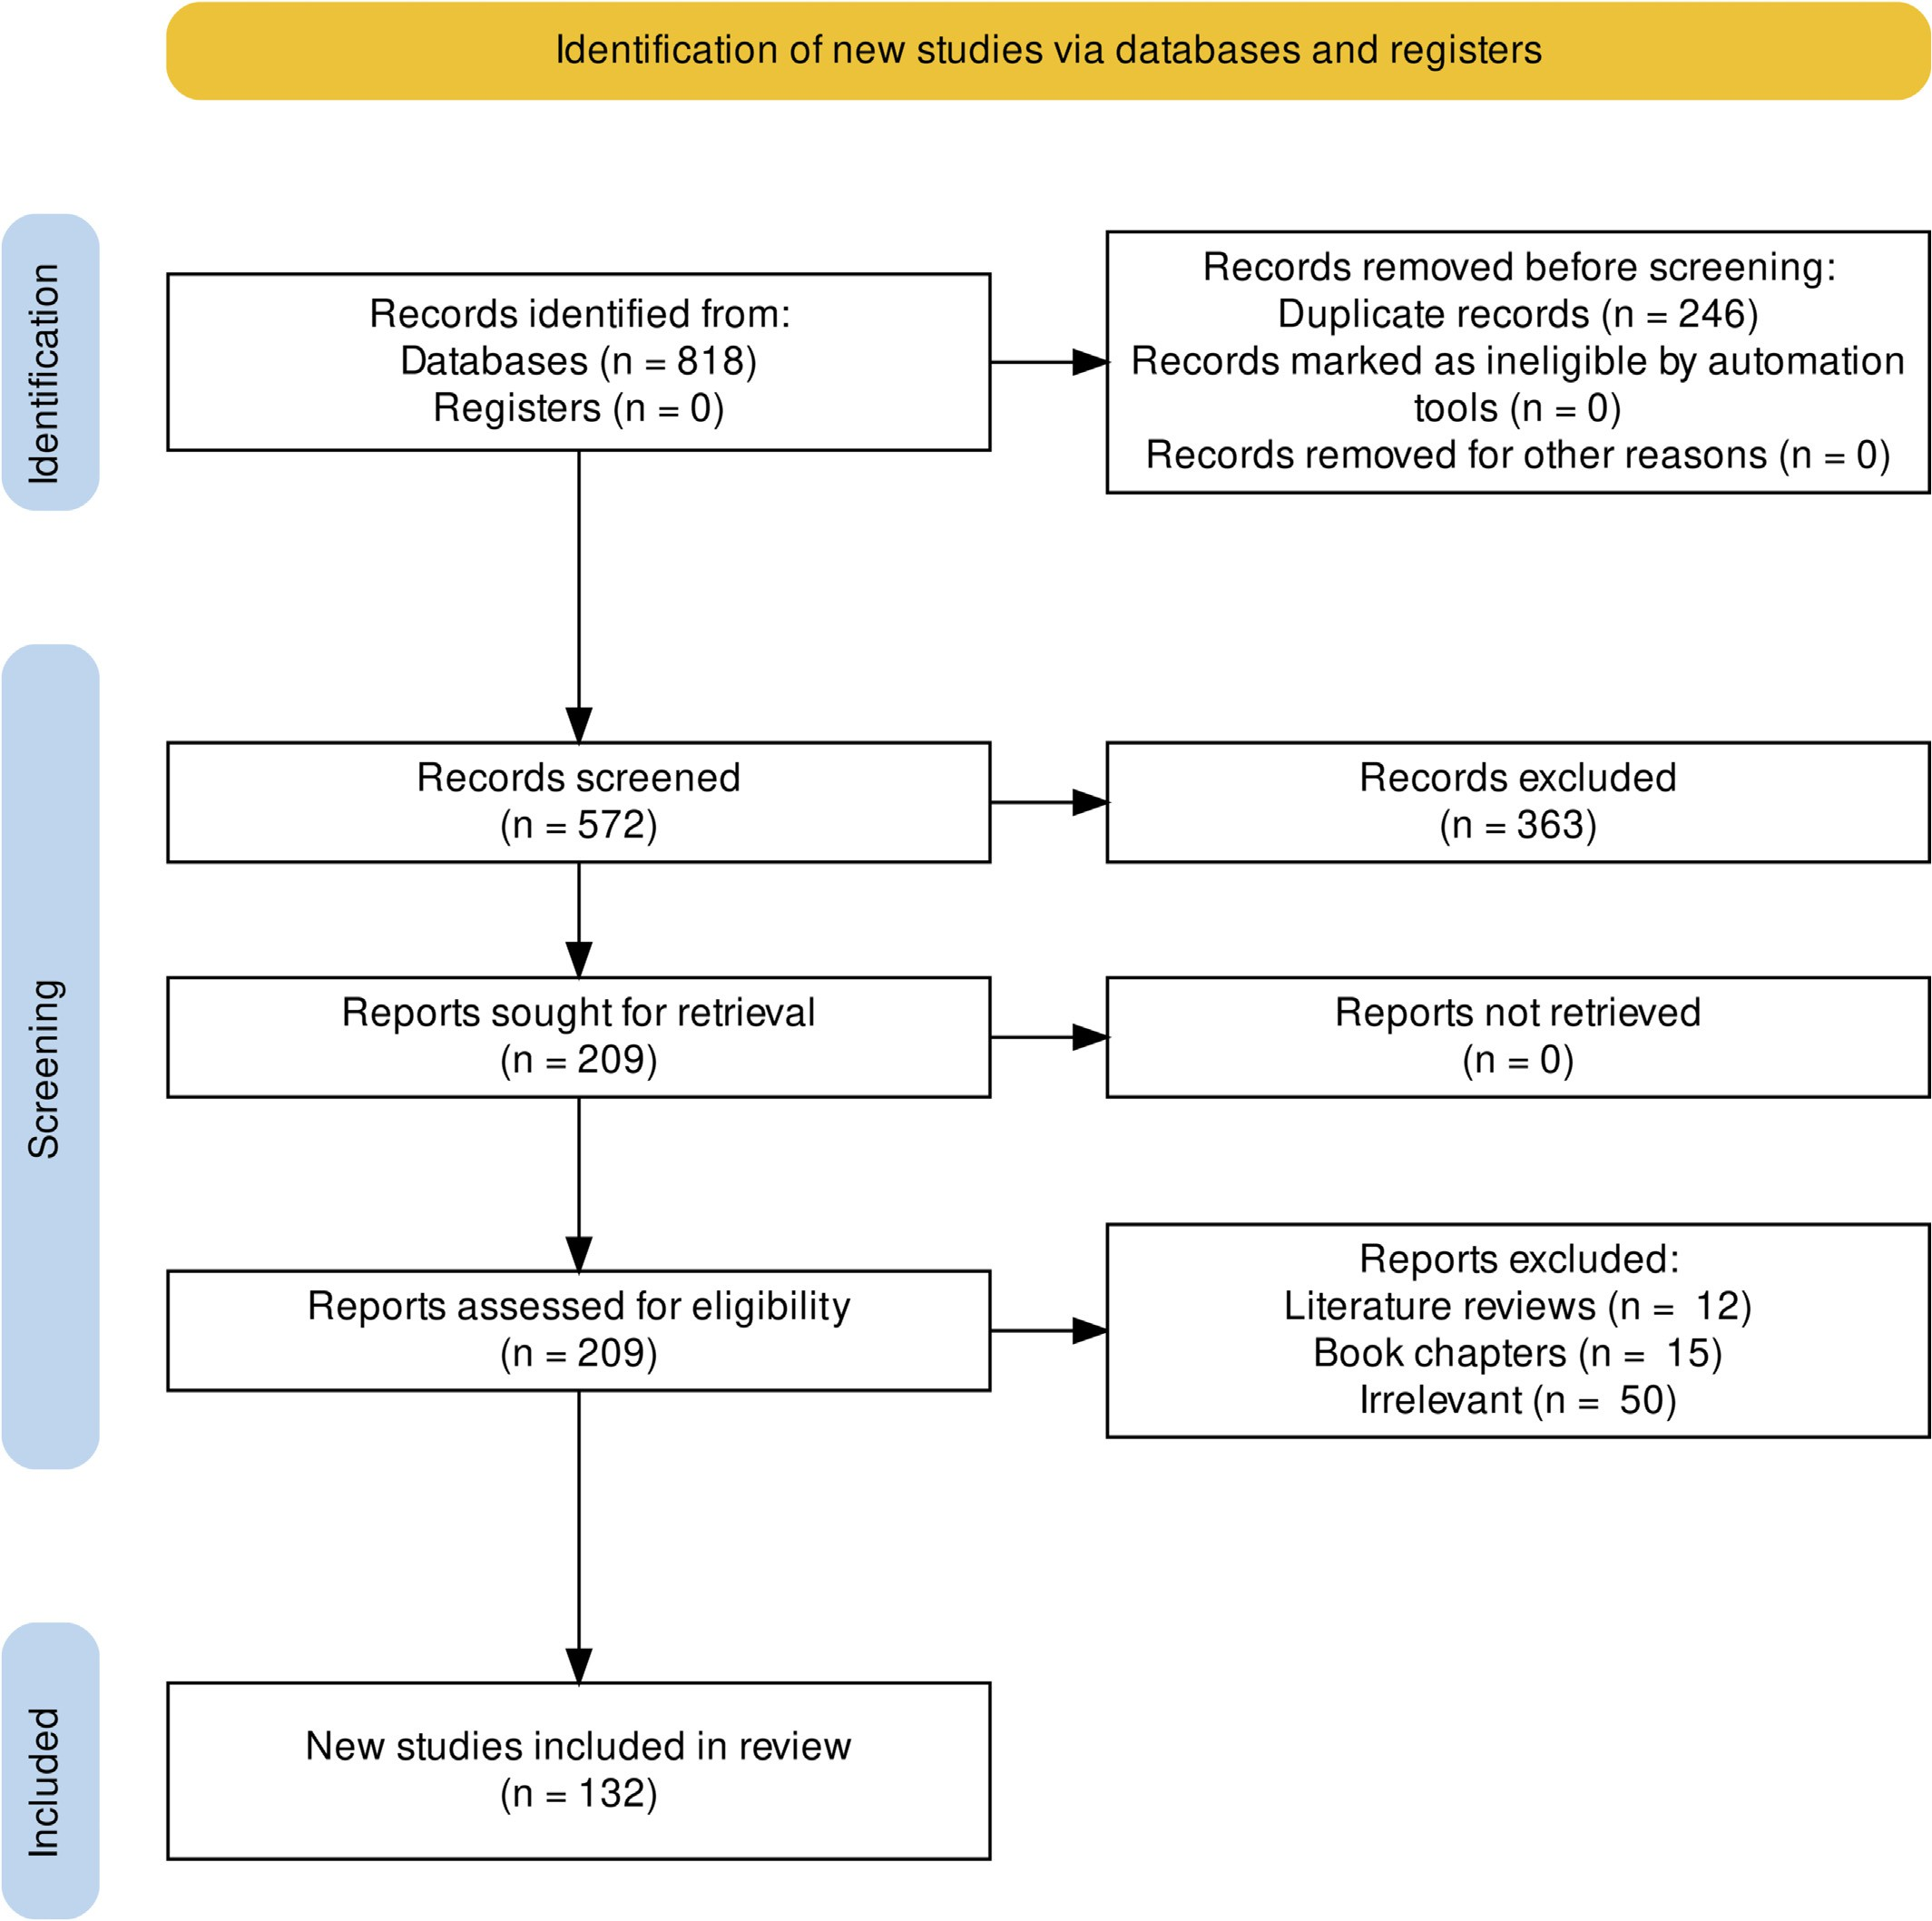 Identification of new studies via databases and registers
Identification
Records identified from:
Databases (n = 818)
Registers (n = 0)
Records removed before screening:
Duplicate records (n = 246)
Records marked as ineligible by automation
tools (n = 0)
Records removed for other reasons (n = 0)
Screening
Records screened
(n = 572)
Records excluded
(n = 363)
Reports sought for retrieval
(n = 209)
Reports not retrieved
(n = 0)
Reports assessed for eligibility
(n = 209)
Reports excluded:
Literature reviews (n =  12)
Book chapters (n =  15)
Irrelevant (n =  50)
Included
New studies included in review
(n = 132)